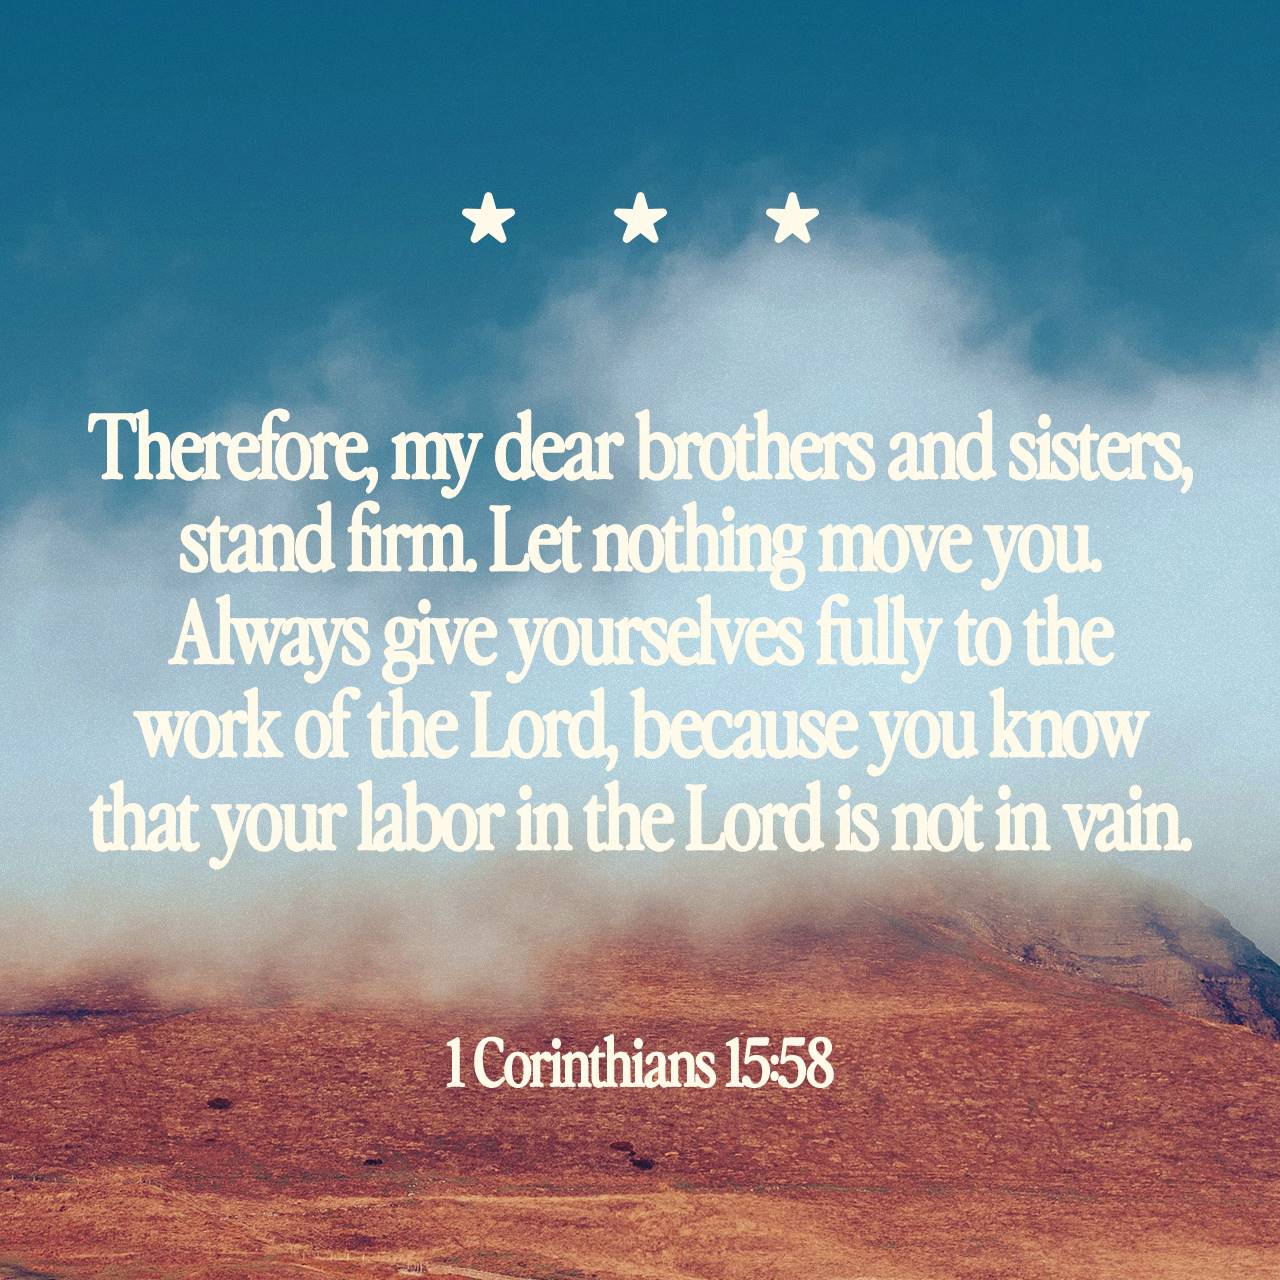 Therefore, my dear brothers and sisters,
stand firm. Let nothing move you.
Always give yourselves fully to the
work of the Lord, because you know
that your labor in the Lord is not in vain.
1 Corinthians 15:58